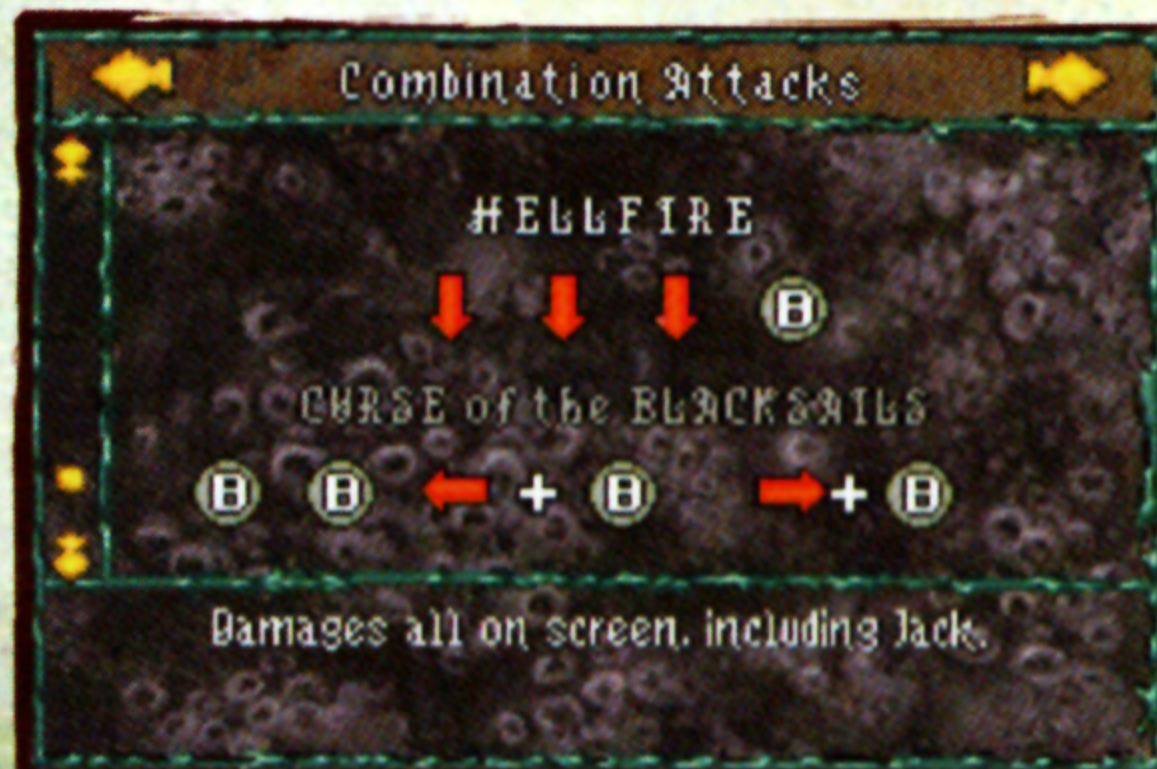 Combination Attacks
HELLFIRE
B
CURSE of the BLACKSAILS
B B + B + B
Damages all on screen, including Jack.